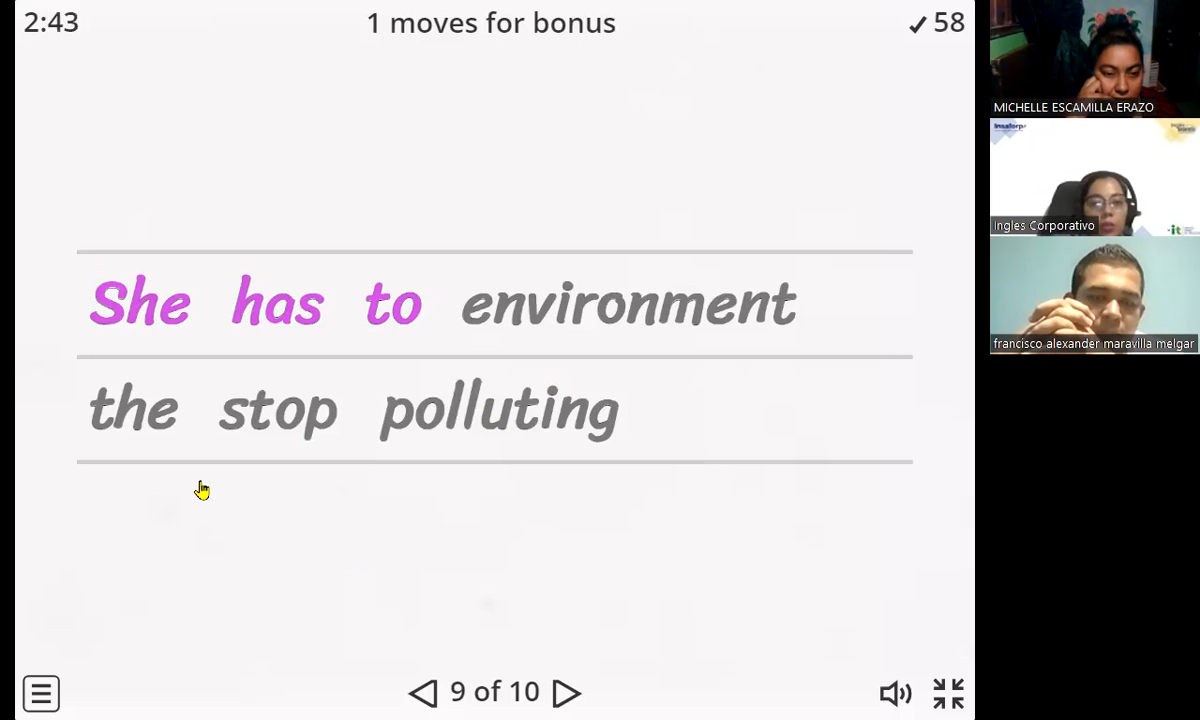 2:43
1 moves for bonus
✓ 58
She has to environment
the stop polluting
9 of 10
MICHELLE ESCAMILLA ERAZO
Ingles Corporativo
francisco alexander maravilla melgar